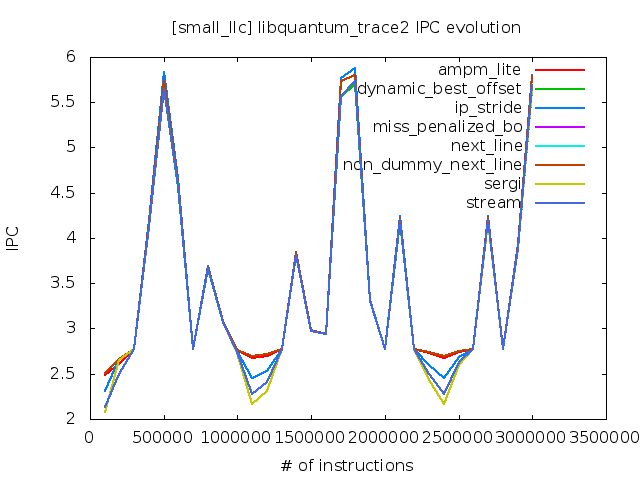 [small_llc] libquantum_trace2 IPC evolution
6
5.5
5
4.5
4
3.5
3
2.5
2
IPC
ampm_lite
dynamic_best_offset
ip_stride
miss_penalized_bo
next_line
non_dummy_next_line
sergi
stream
0
500000
1000000
1500000
2000000
2500000
3000000
3500000
# of instructions